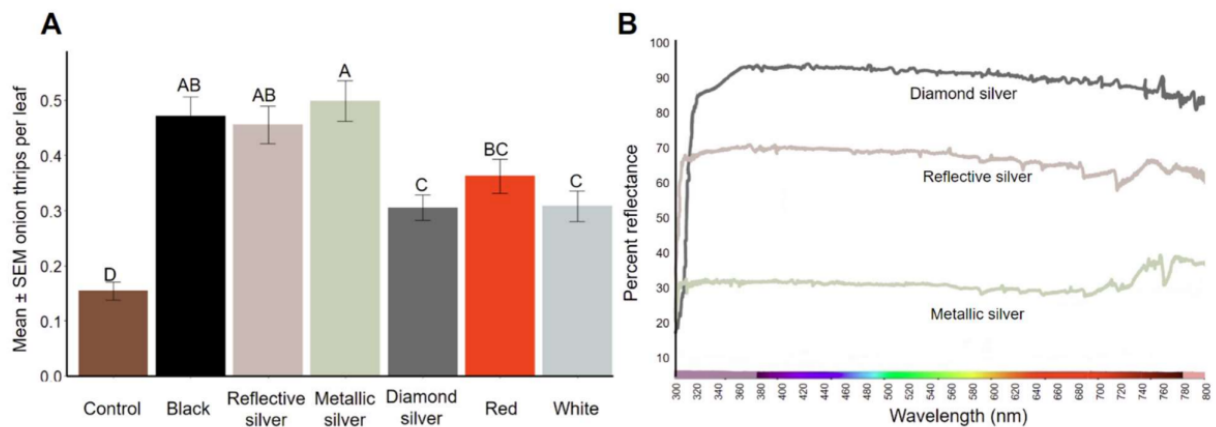 A
Mean ± SEM onion thrips per leaf
0.5
0.4
0.3
0.2
0.1
0.0
D
AB
AB
A
C
BC
C
Control
Black
Reflective
silver
Metallic
silver
Diamond
silver
Red
White
B
Percent reflectance
100
90
80
70
60
50
40
30
20
10
Diamond silver
Reflective silver
Metallic silver
300
320
340
360
380
400
420
440
460
480
500
520
540
560
580
600
620
640
660
680
700
720
740
760
780
800
Wavelength (nm)